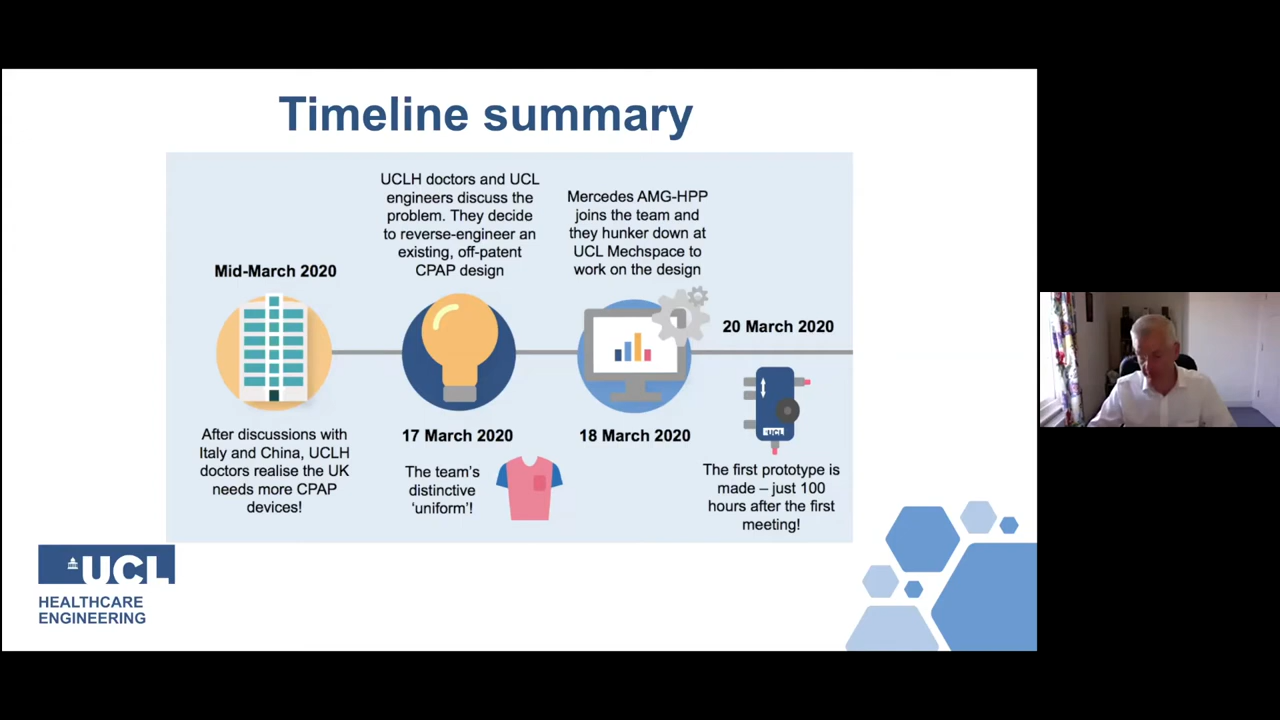 Timeline summary
Mid-March 2020
After discussions with
Italy and China, UCLH
doctors realise the UK
needs more CPAP
devices!
UCLH doctors and UCL
engineers discuss the
problem. They decide
to reverse-engineer an
existing, off-patent
CPAP design
17 March 2020
The team's
distinctive
'uniform'!
Mercedes AMG-HPP
joins the team and
they hunker down at
UCL Mechspace to
work on the design
18 March 2020
20 March 2020
UCL
The first prototype is
made – just 100
hours after the first
meeting!
UCL
HEALTHCARE
ENGINEERING